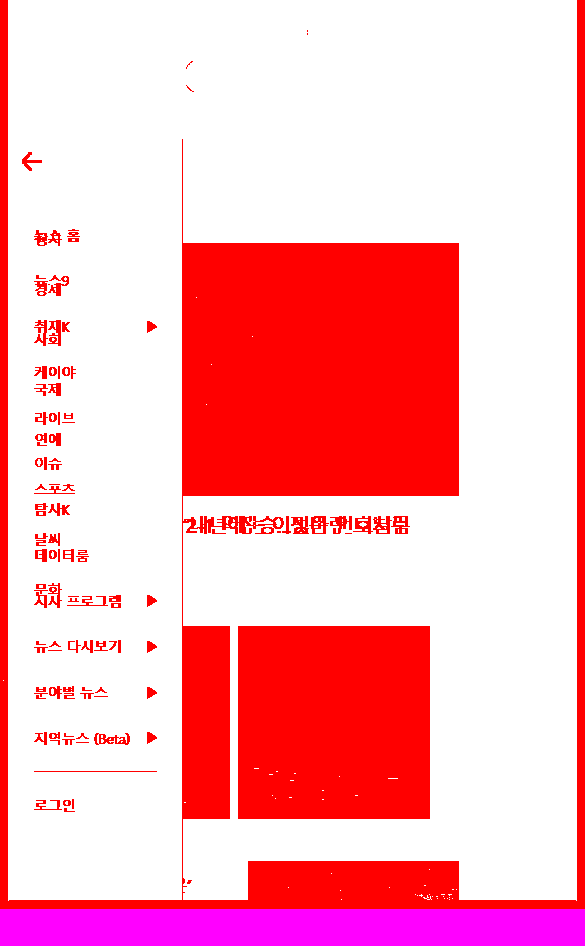 뉴스 홈
정치
뉴스9
경제
취재K
사회
케이야
국제
라이브
연예
이슈
스포츠
탐사K
날씨
데이터룸
문화
시사 프로그램
뉴스 다시보기
분야별 뉴스
지역뉴스 (Beta)
로그인